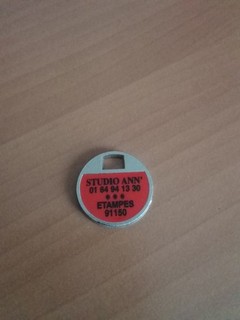 STUDIO ANN'
01 64 94 13 30
***
ETAMPES
91150